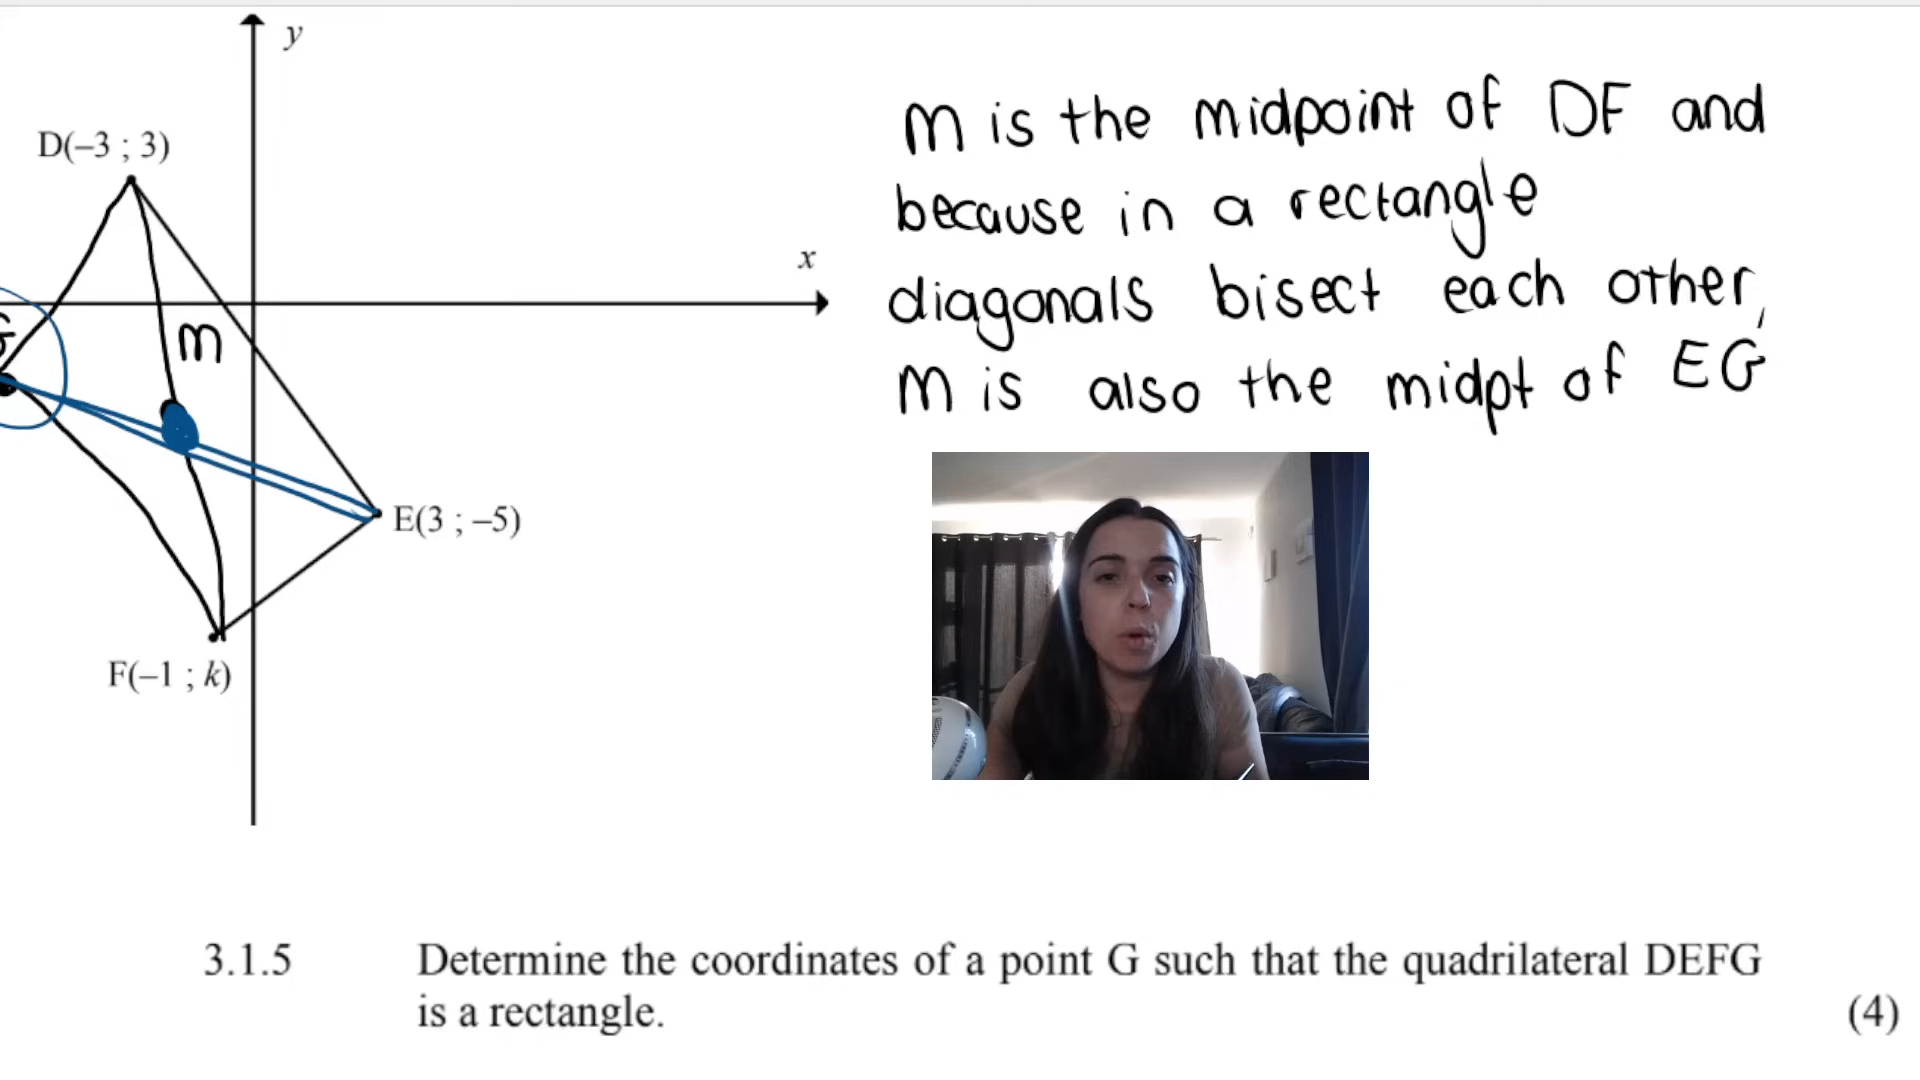 y
D(–3 ; 3)
x
m
E(3 ; –5)
F(–1 ; k)
m is the midpoint of DF and
because in a rectangle
diagonals bisect each other,
m is also the midpt of EG
3.1.5 Determine the coordinates of a point G such that the quadrilateral DEFG
is a rectangle. (4)